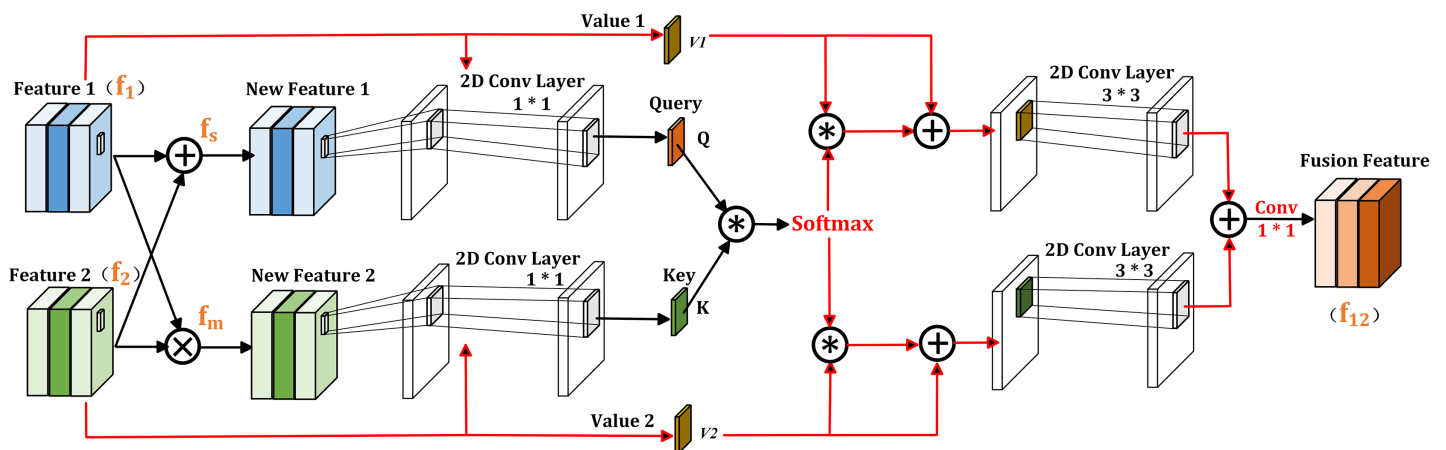 Value 1
V1
Feature 1（f1）
New Feature 1
2D Conv Layer
1 * 1
Query
Q
fs
2D Conv Layer
3 * 3
Fusion Feature
Softmax
Conv
1 * 1
Feature 2（f2）
New Feature 2
2D Conv Layer
1 * 1
Key
K
fm
2D Conv Layer
3 * 3
（f12）
Value 2
V2